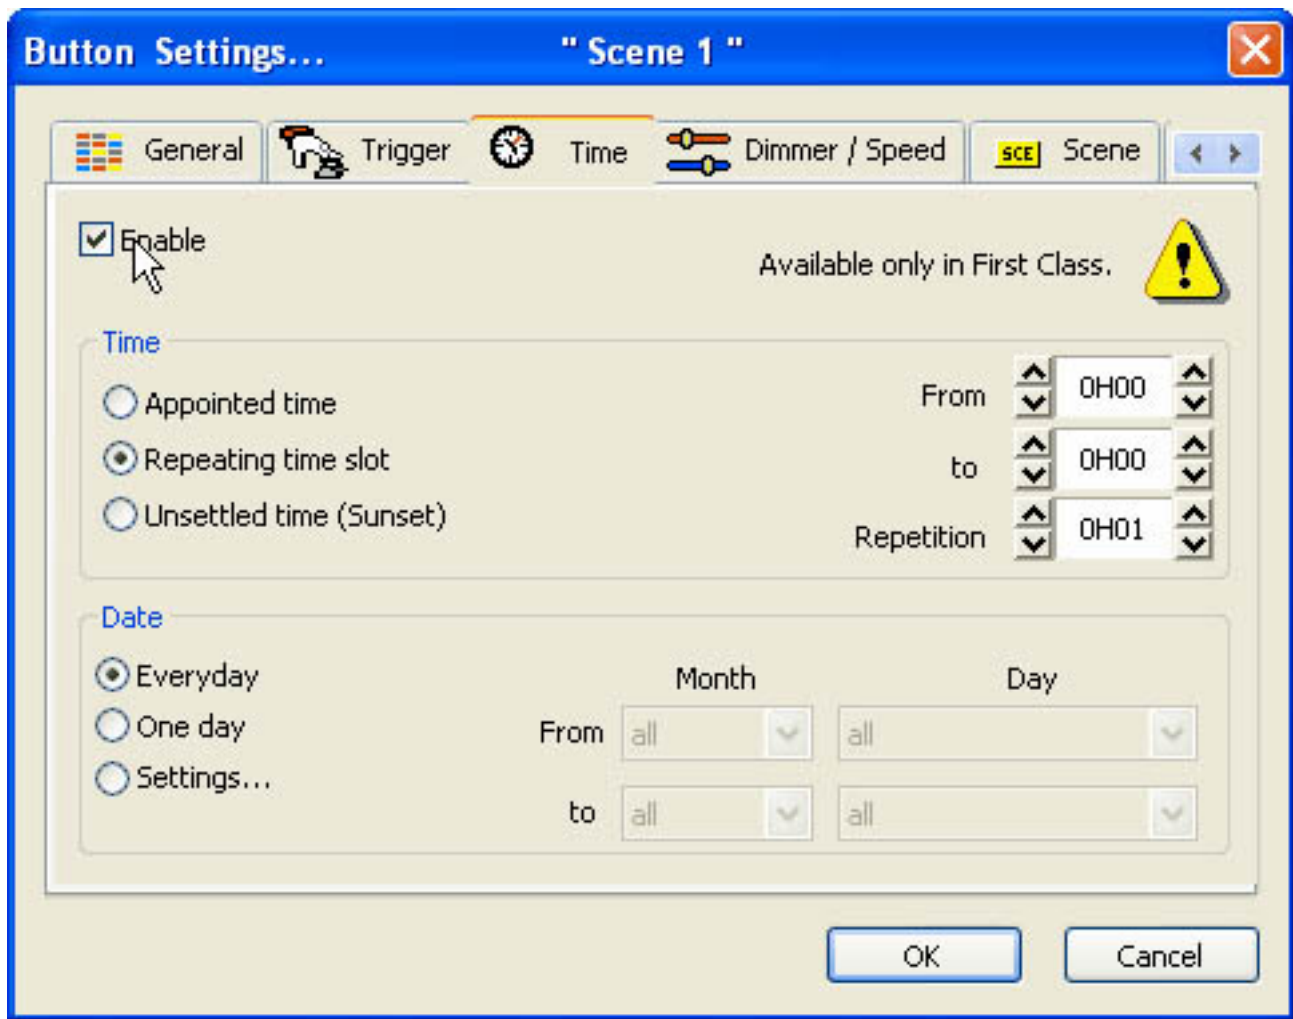 Button Settings... " Scene 1 "
General Trigger Time Dimmer / Speed SCE Scene
Enable
Available only in First Class.
Time
Appointed time
From 0H00
Repeating time slot
to 0H00
Unsettled time (Sunset)
Repetition 0H01
Date
Everyday
Month Day
One day
From all all
Settings...
to all all
OK Cancel